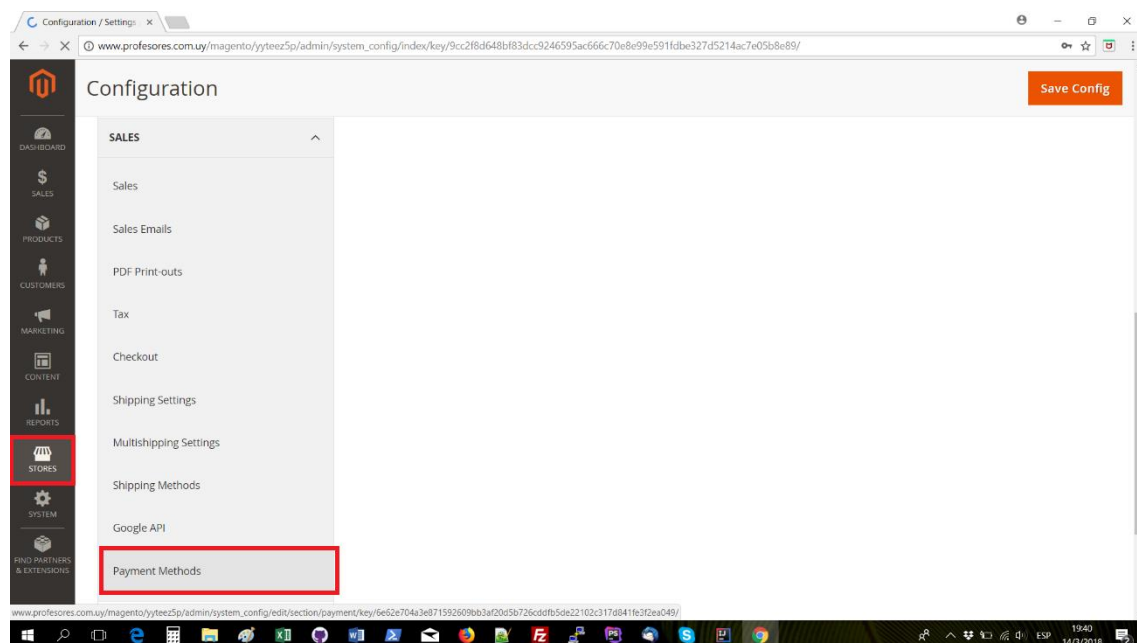 Configuration / Settings
www.profesores.com.uy/magento/yyteez5p/admin/system_config/index/key/9cc2f8d648bf83dcc9246595ac666c70e8e99e591fdbe327d5214ac7e05b8e89/
Configuration
Save Config
DASHBOARD
SALES
PRODUCTS
CUSTOMERS
MARKETING
CONTENT
REPORTS
STORES
SYSTEM
FIND PARTNERS
& EXTENSIONS
SALES
Sales
Sales Emails
PDF Print-outs
Tax
Checkout
Shipping Settings
Multishipping Settings
Shipping Methods
Google API
Payment Methods
www.profesores.com.uy/magento/yyteez5p/admin/system_config/edit/section/payment/key/6e62e704a3e871592609bb3af20d5b726cddfb5de22102c317d841fe3f2ea049/
ESP
19:40
14/3/2018